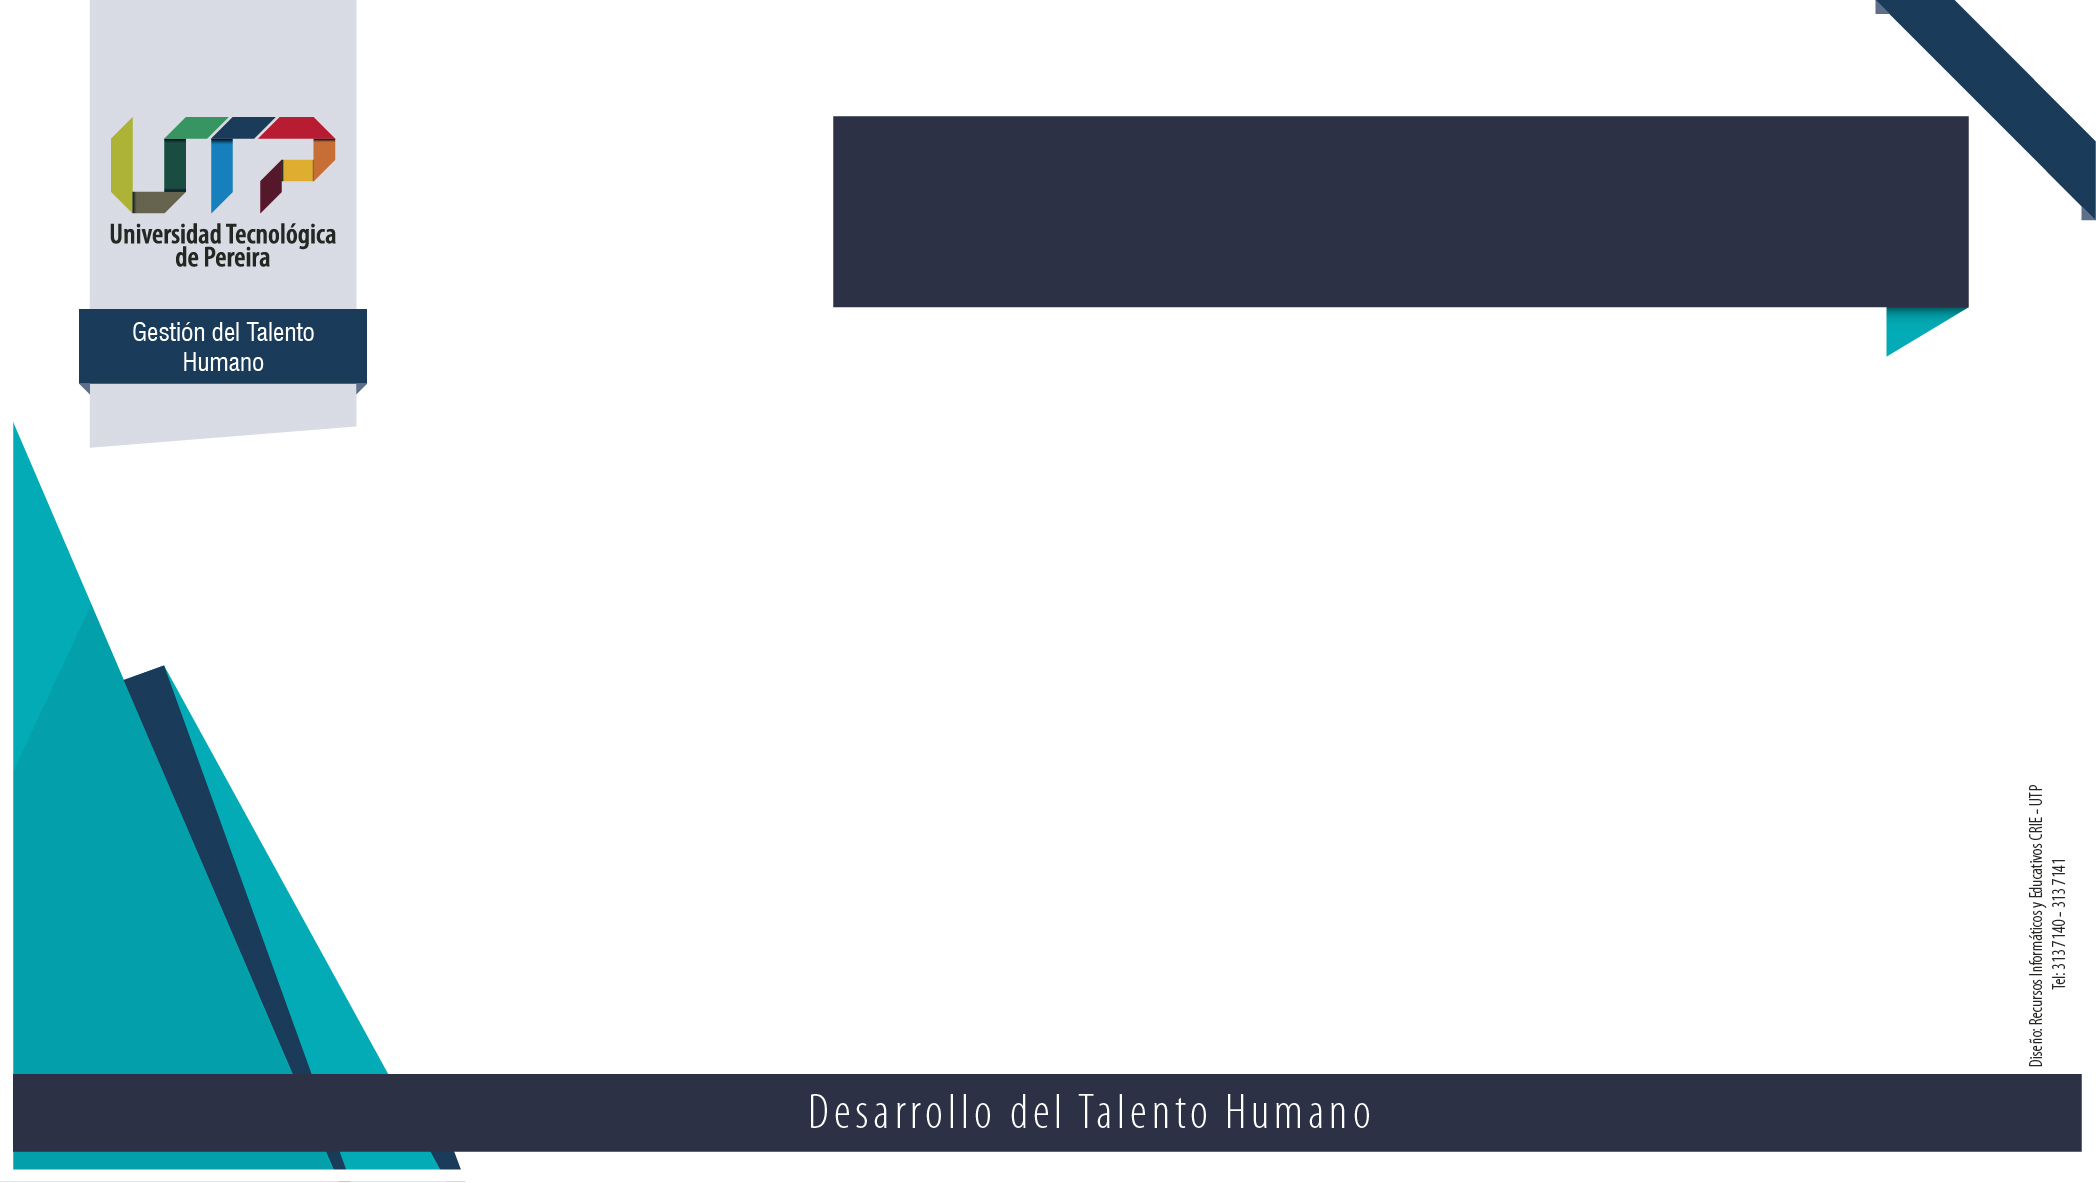 UTP
Universidad Tecnológica
de Pereira
Gestión del Talento
Humano
Diseño: Recursos Informáticos y Educativos CRIE - UTP
Tel: 313 7140 - 313 7141
Desarrollo del Talento Humano